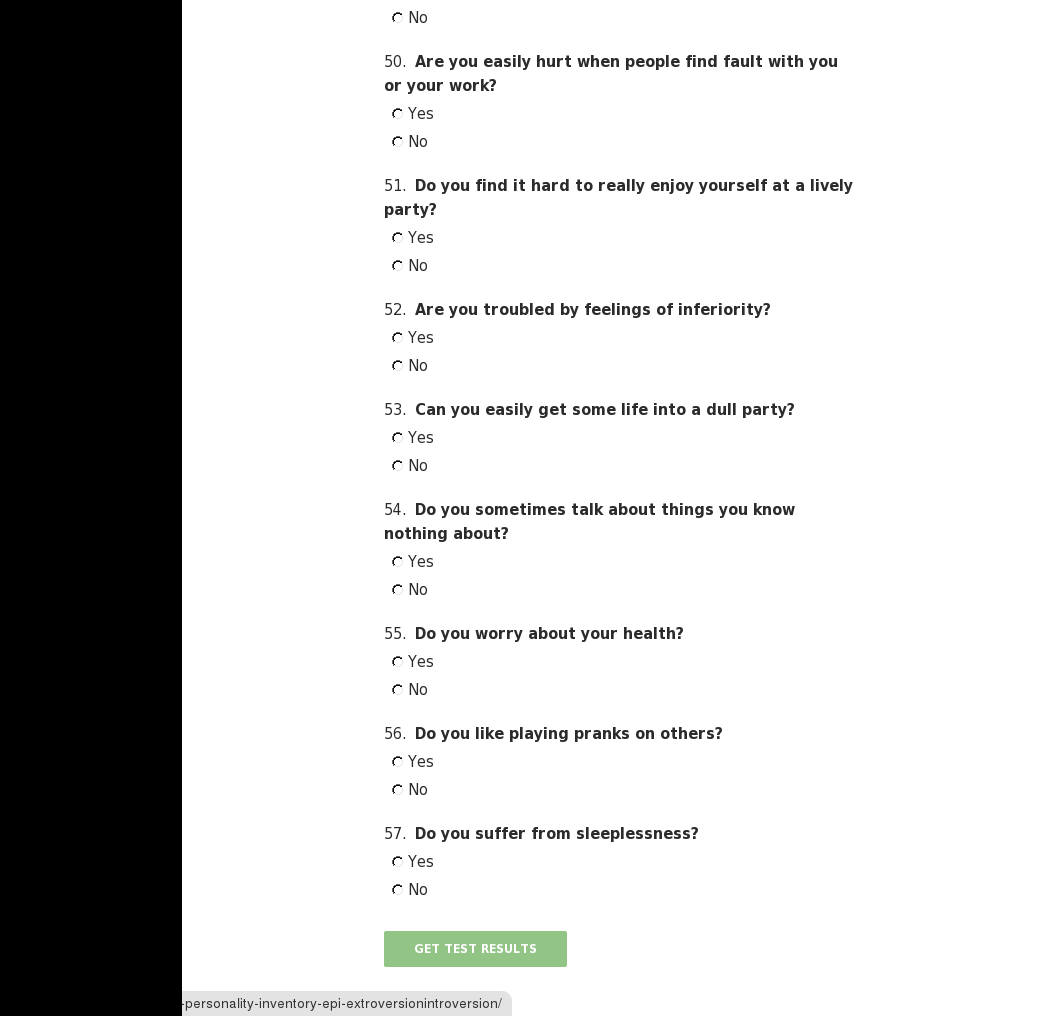 No
50. Are you easily hurt when people find fault with you
or your work?
Yes
No
51. Do you find it hard to really enjoy yourself at a lively
party?
Yes
No
52. Are you troubled by feelings of inferiority?
Yes
No
53. Can you easily get some life into a dull party?
Yes
No
54. Do you sometimes talk about things you know
nothing about?
Yes
No
55. Do you worry about your health?
Yes
No
56. Do you like playing pranks on others?
Yes
No
57. Do you suffer from sleeplessness?
Yes
No
GET TEST RESULTS
-personality-inventory-epi-extroversionintroversion/